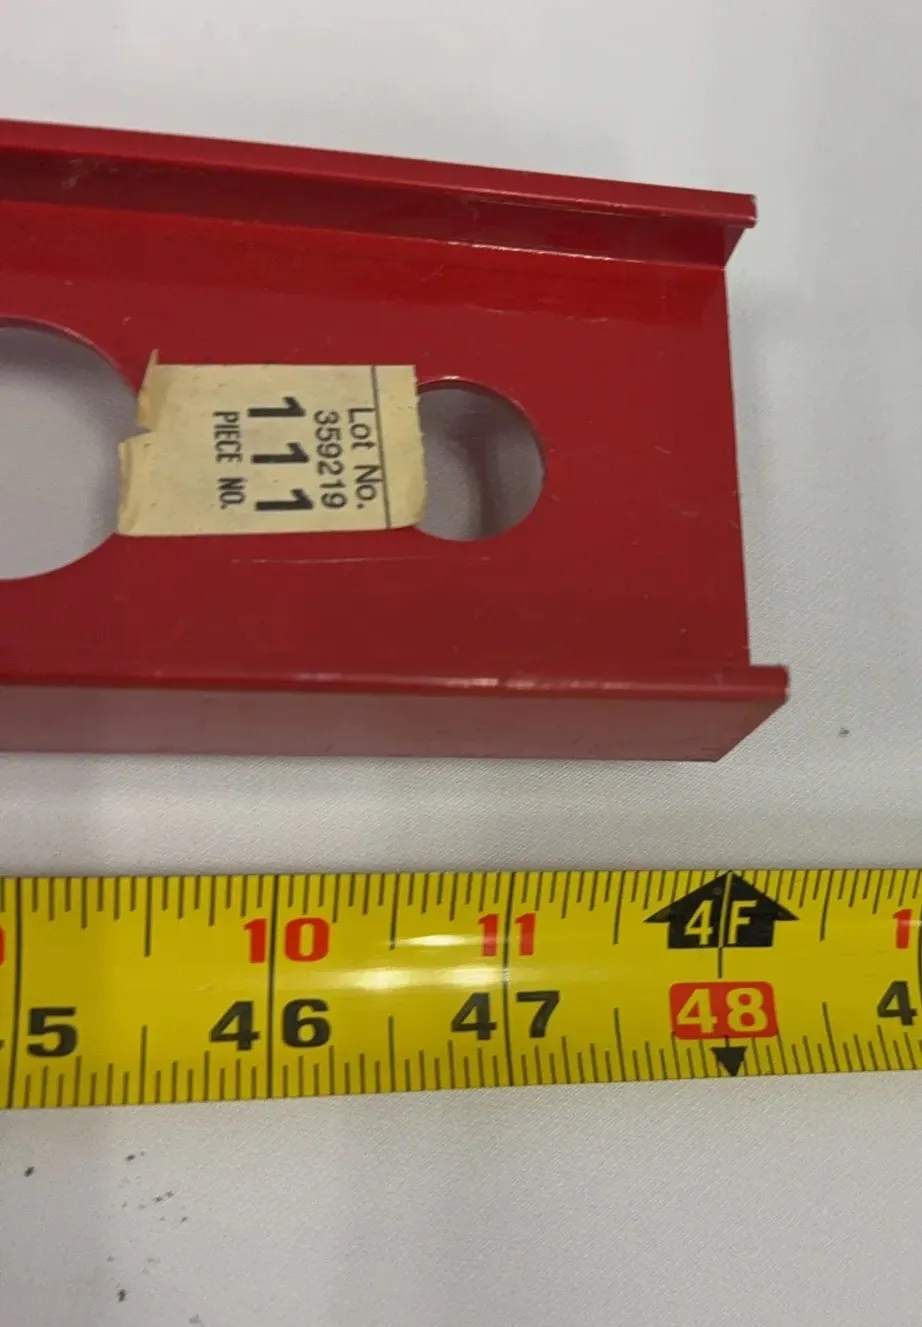 Lot No.
359219
111
PIECE NO.
10 11 4F
46 47 48